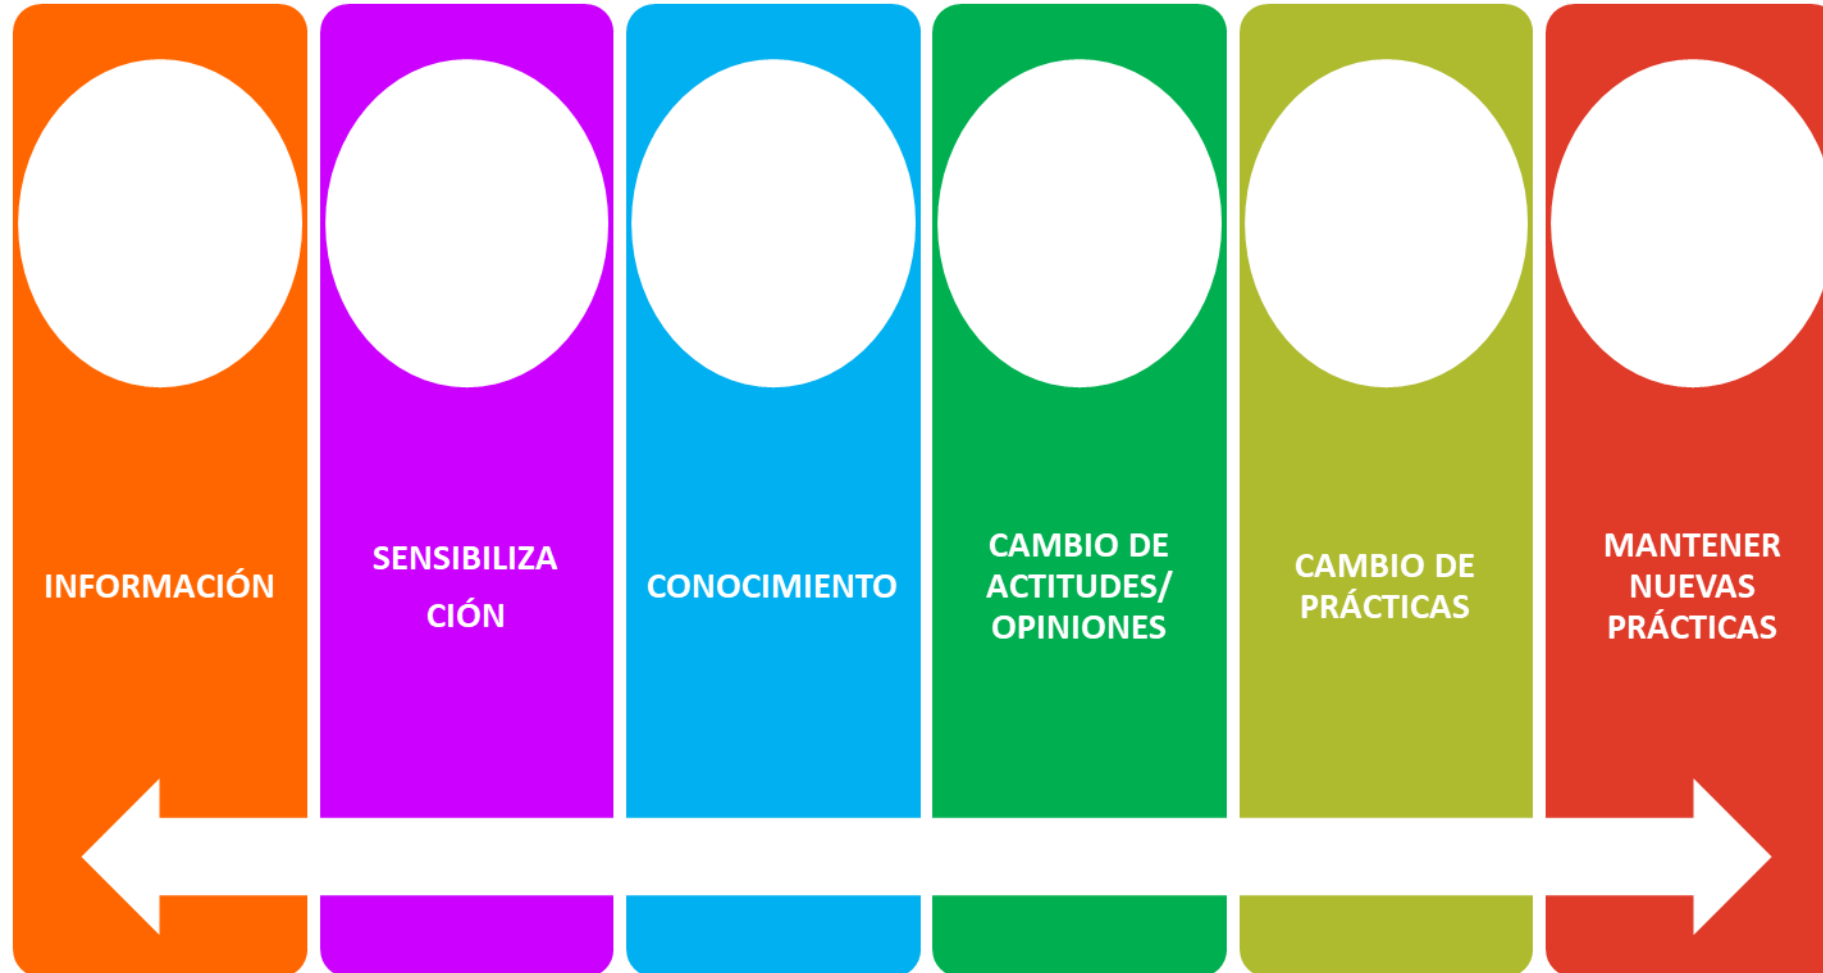 INFORMACIÓN
SENSIBILIZA
CIÓN
CONOCIMIENTO
CAMBIO DE
ACTITUDES/
OPINIONES
CAMBIO DE
PRÁCTICAS
MANTENER
NUEVAS
PRÁCTICAS